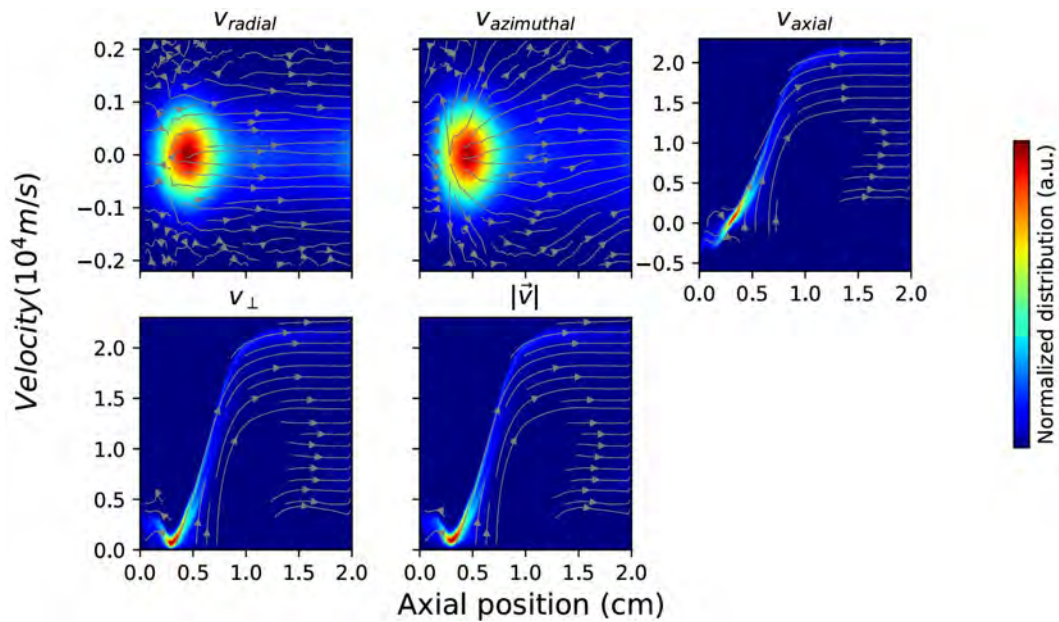 v_radial
v_azimuthal
v_axial
0.2
0.1
0.0
−0.1
−0.2
2.0
1.5
1.0
0.5
0.0
−0.5
0.0 0.5 1.0 1.5 2.0
v_⊥
|v⃗|
2.0
1.5
1.0
0.5
0.0
0.0 0.5 1.0 1.5 2.0
0.0 0.5 1.0 1.5 2.0
Axial position (cm)
Velocity(10⁴m/s)
Normalized distribution (a.u.)